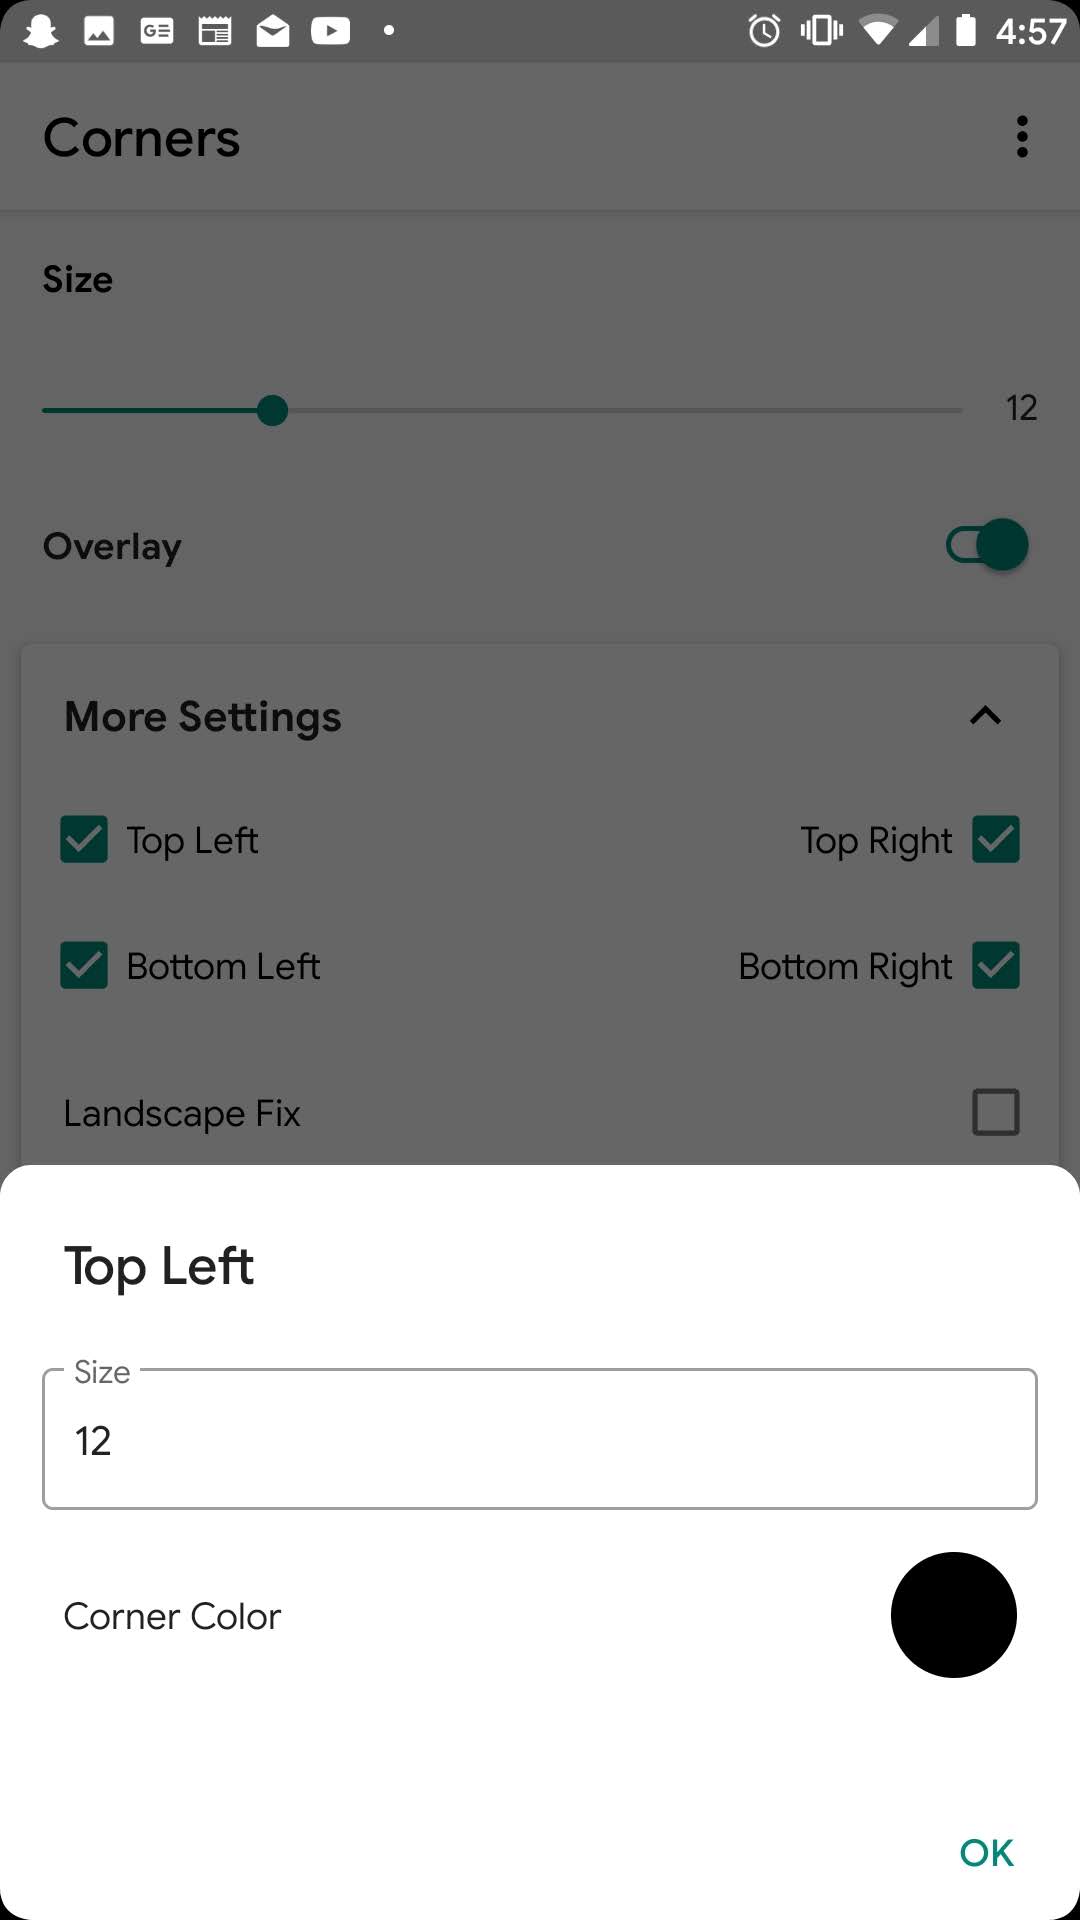 4:57
Corners
Size
12
Overlay
More Settings
Top Left
Top Right
Bottom Left
Bottom Right
Landscape Fix
Top Left
Size
12
Corner Color
OK